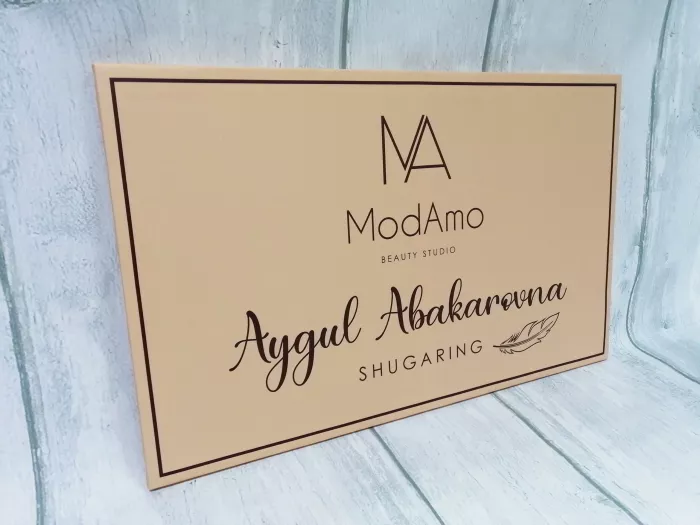 MA
ModAmo
BEAUTY STUDIO
Aygul Abakarovna
SHUGARING